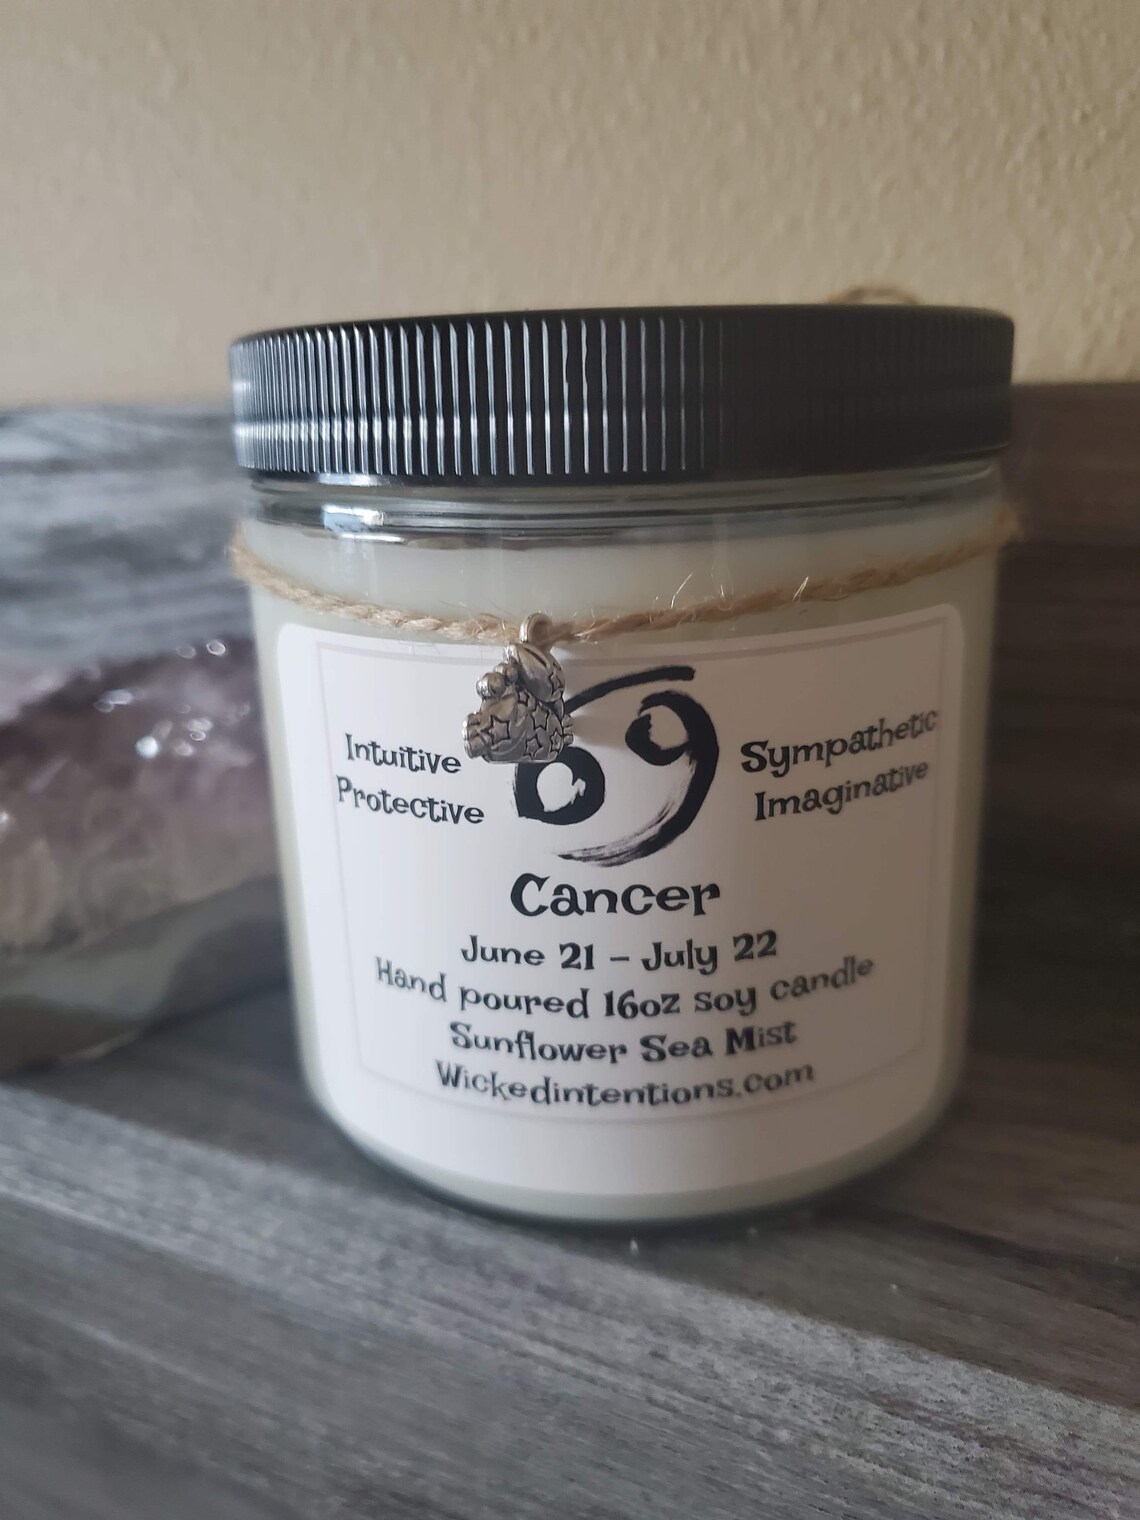 Intuitive
Protective
Sympathetic
Imaginative
Cancer
June 21 – July 22
Hand poured 16oz soy candle
Sunflower Sea Mist
Wickedintentions.com